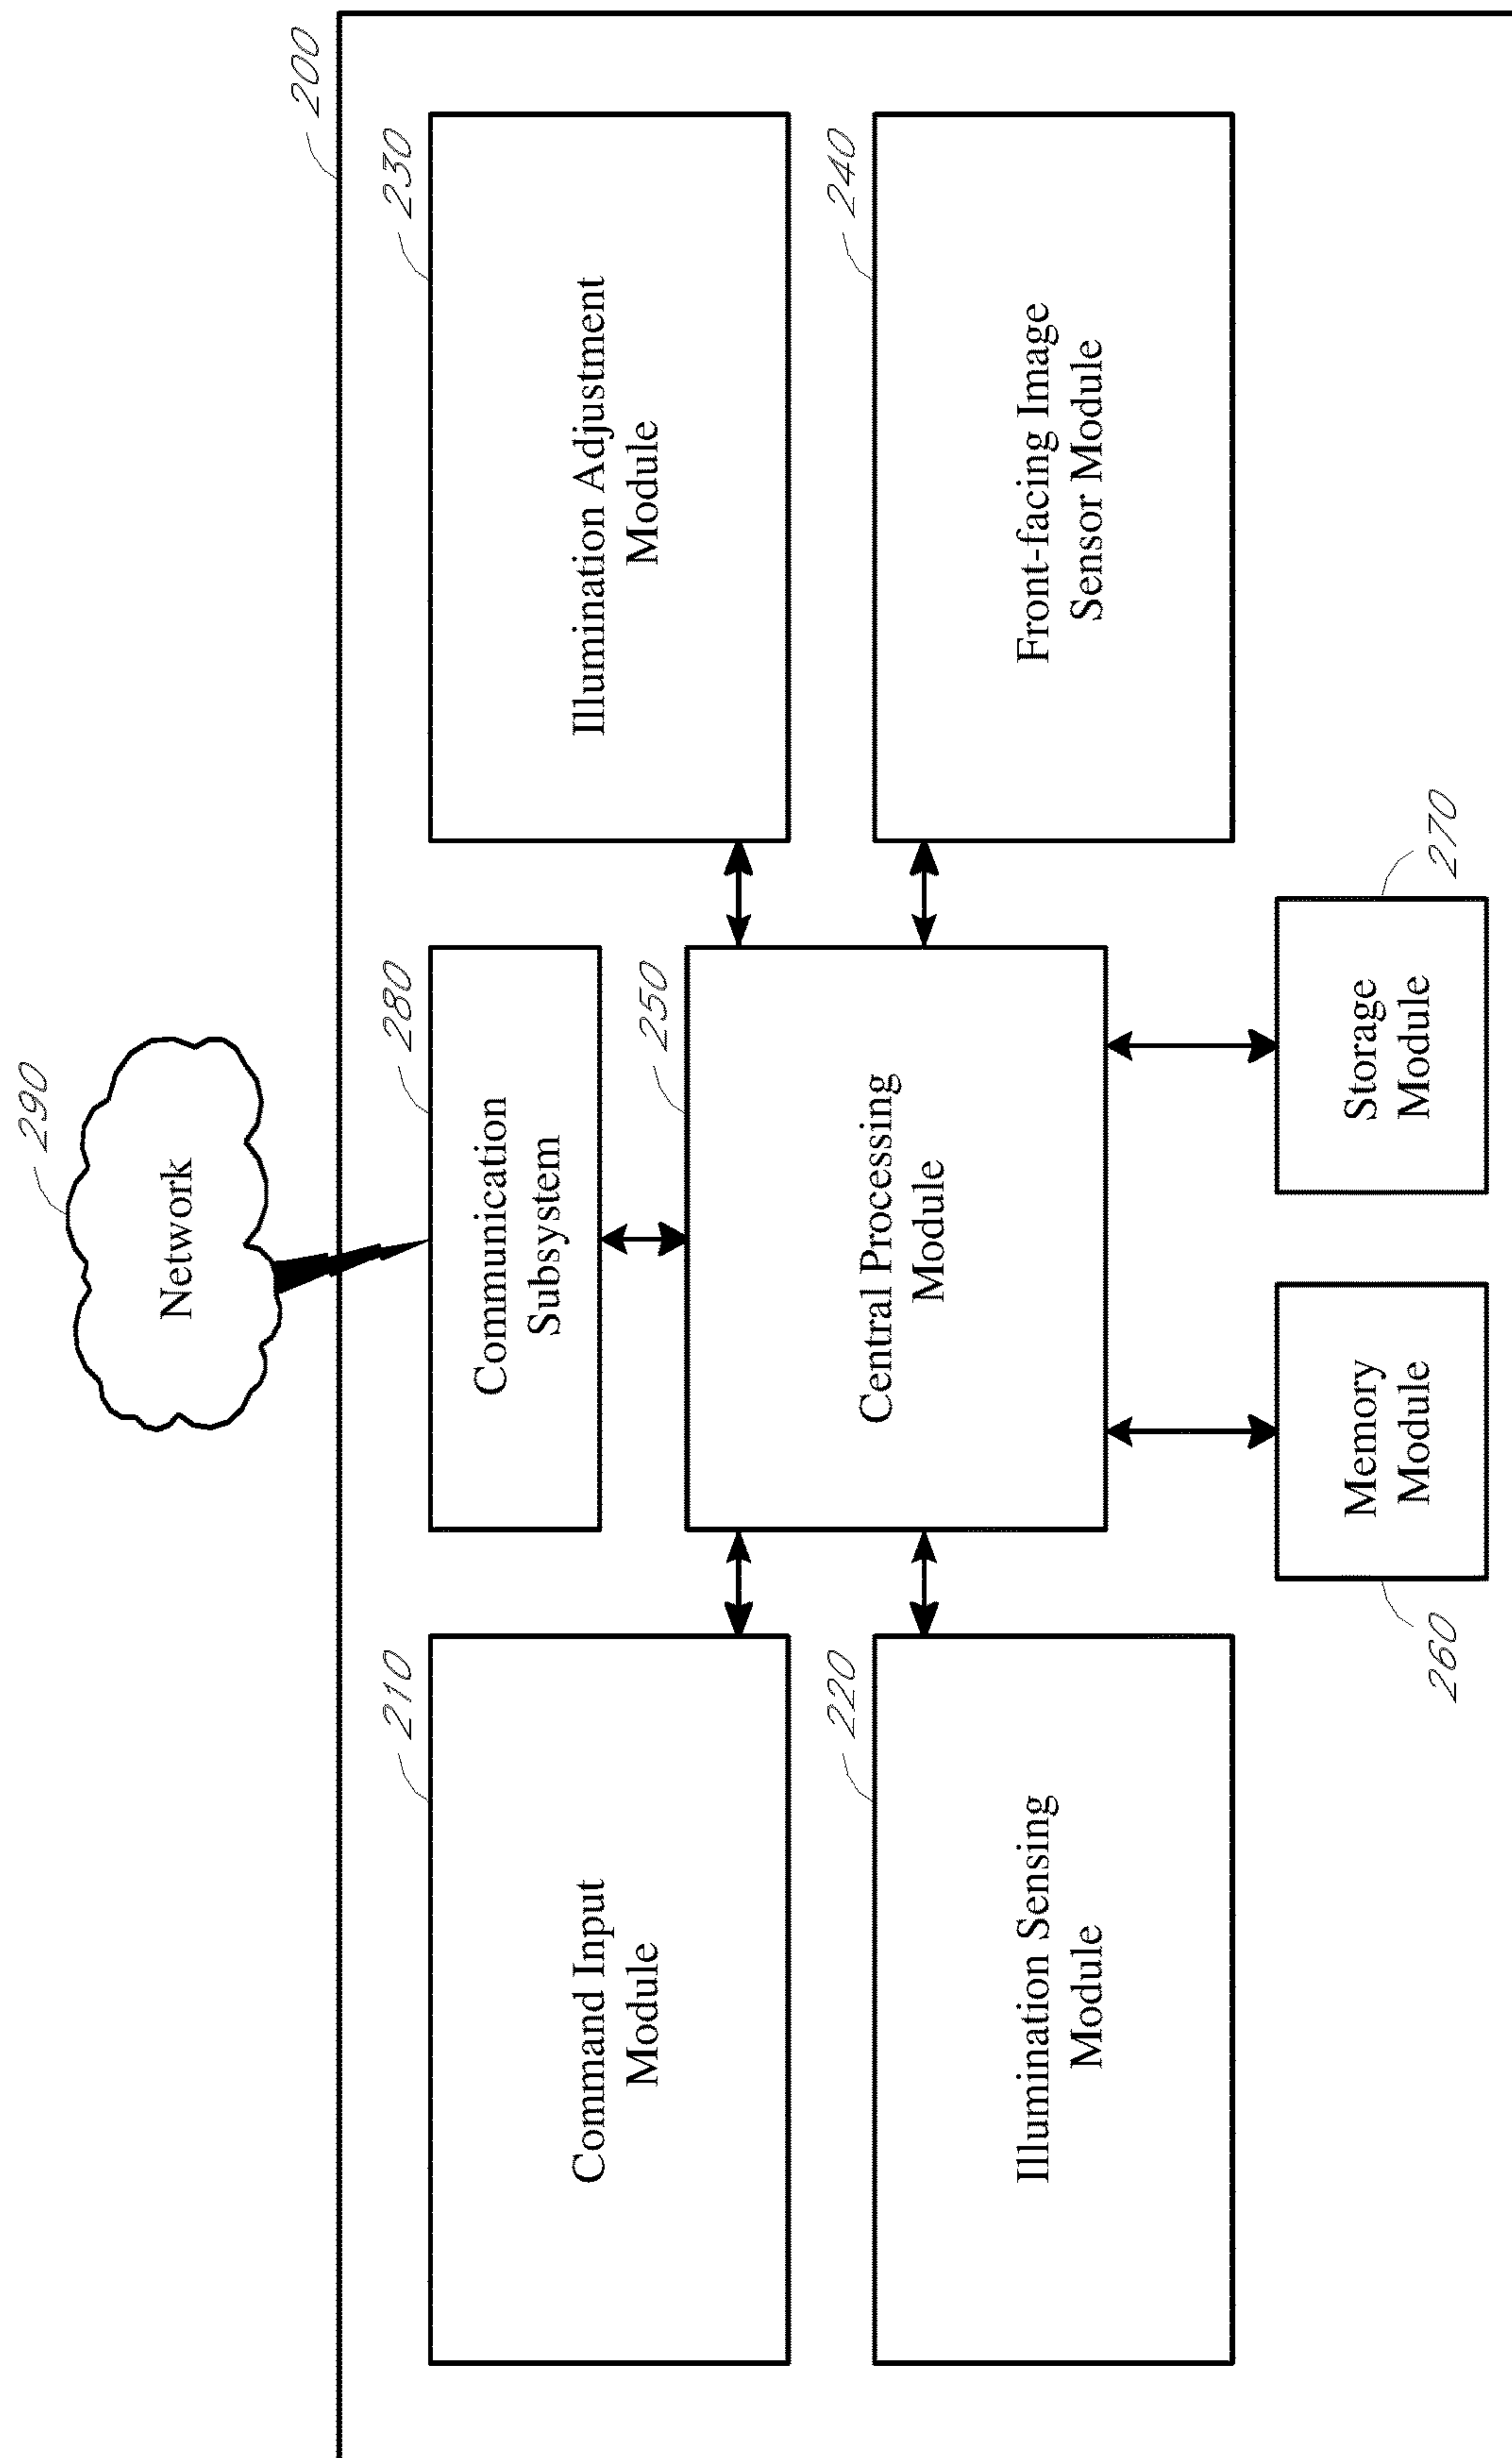 290
Network
200
210
Command Input
Module
280
Communication
Subsystem
230
Illumination Adjustment
Module
250
Central Processing
Module
220
Illumination Sensing
Module
240
Front-facing Image
Sensor Module
260
Memory
Module
270
Storage
Module